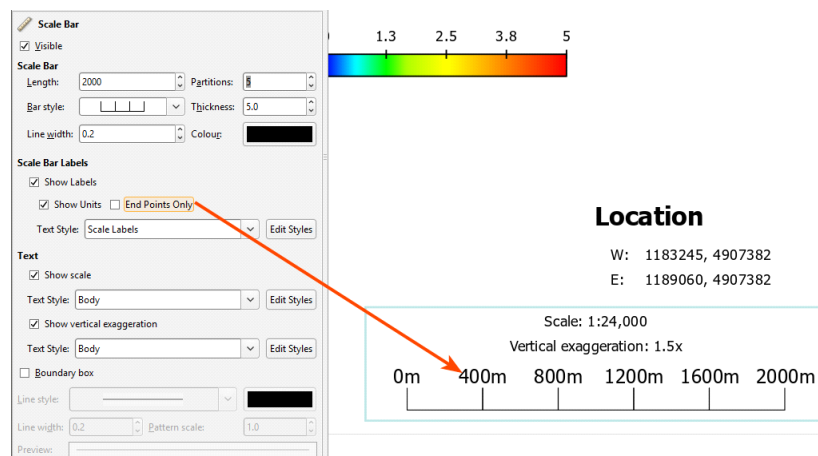 Scale Bar
Visible
Scale Bar
Length: 2000 Partitions: 5
Bar style: Thickness: 5.0
Line width: 0.2 Colour:
Scale Bar Labels
Show Labels
Show Units End Points Only
Text Style: Scale Labels Edit Styles
Text
Show scale
Text Style: Body Edit Styles
Show vertical exaggeration
Text Style: Body Edit Styles
Boundary box
Line style:
Line width: 0.2 Pattern scale: 1.0
Preview:
1.3 2.5 3.8 5
Location
W: 1183245, 4907382
E: 1189060, 4907382
Scale: 1:24,000
Vertical exaggeration: 1.5x
0m 400m 800m 1200m 1600m 2000m